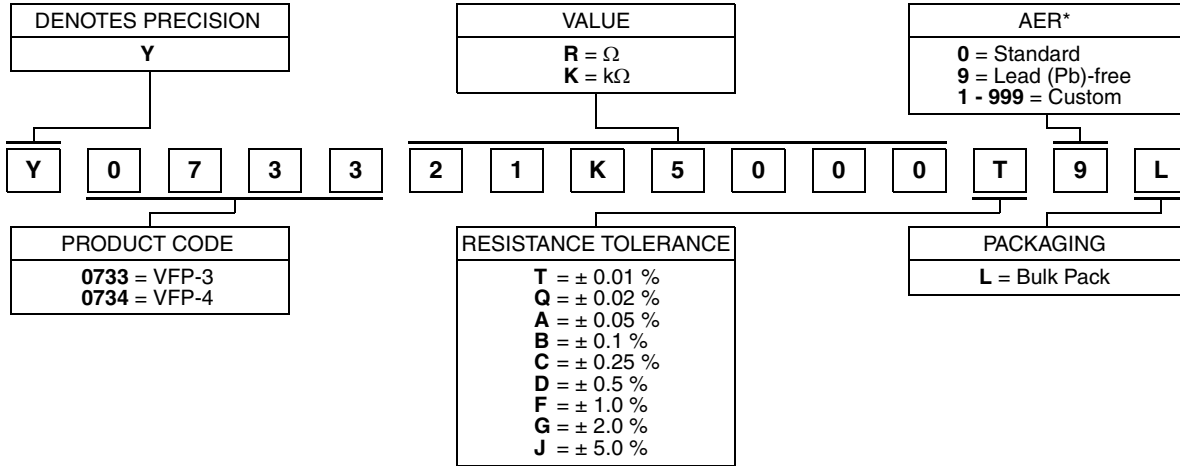 DENOTES PRECISION
Y
VALUE
R = Ω
K = kΩ
AER*
0 = Standard
9 = Lead (Pb)-free
1 - 999 = Custom
Y 0 7 3 3 2 1 K 5 0 0 0 T 9 L
PRODUCT CODE
0733 = VFP-3
0734 = VFP-4
RESISTANCE TOLERANCE
T = ± 0.01 %
Q = ± 0.02 %
A = ± 0.05 %
B = ± 0.1 %
C = ± 0.25 %
D = ± 0.5 %
F = ± 1.0 %
G = ± 2.0 %
J = ± 5.0 %
PACKAGING
L = Bulk Pack